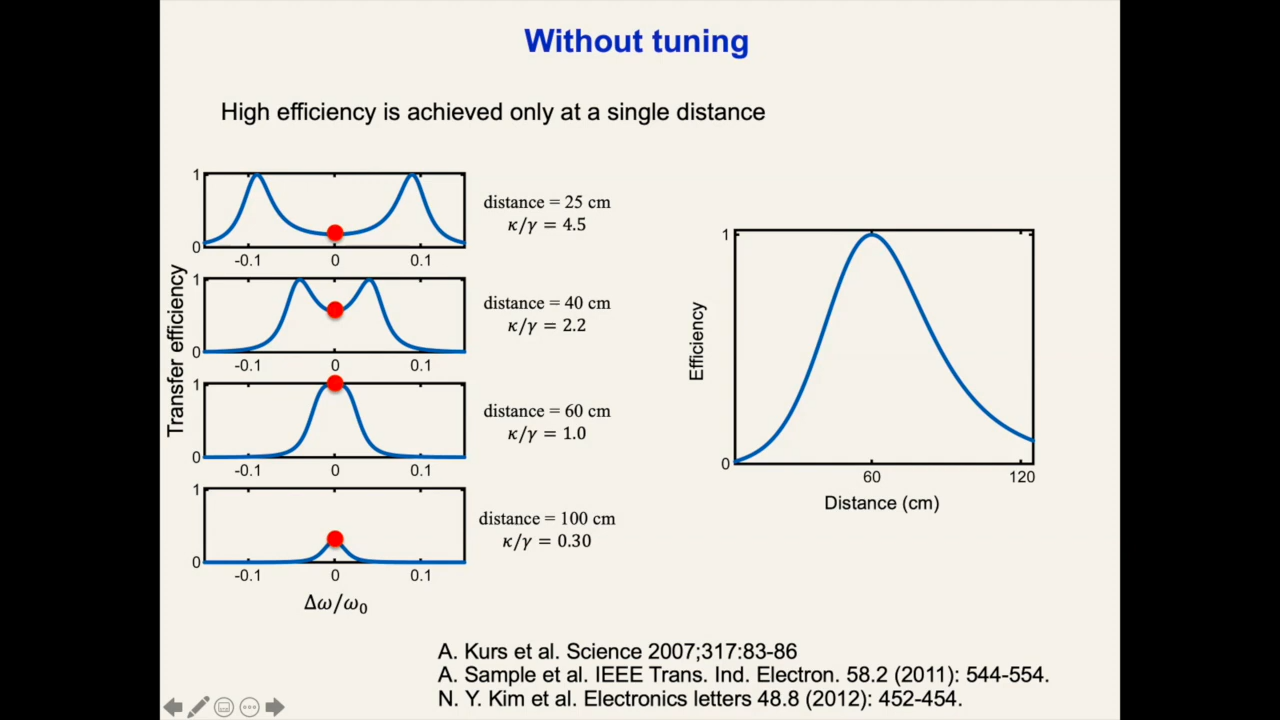 Without tuning
High efficiency is achieved only at a single distance
Transfer efficiency
1
0
-0.1 0 0.1
distance = 25 cm
κ/γ = 4.5
1
0
-0.1 0 0.1
distance = 40 cm
κ/γ = 2.2
1
0
-0.1 0 0.1
distance = 60 cm
κ/γ = 1.0
1
0
-0.1 0 0.1
distance = 100 cm
κ/γ = 0.30
Δω/ω₀
Efficiency
1
0
60 120
Distance (cm)
A. Kurs et al. Science 2007;317:83-86
A. Sample et al. IEEE Trans. Ind. Electron. 58.2 (2011): 544-554.
N. Y. Kim et al. Electronics letters 48.8 (2012): 452-454.